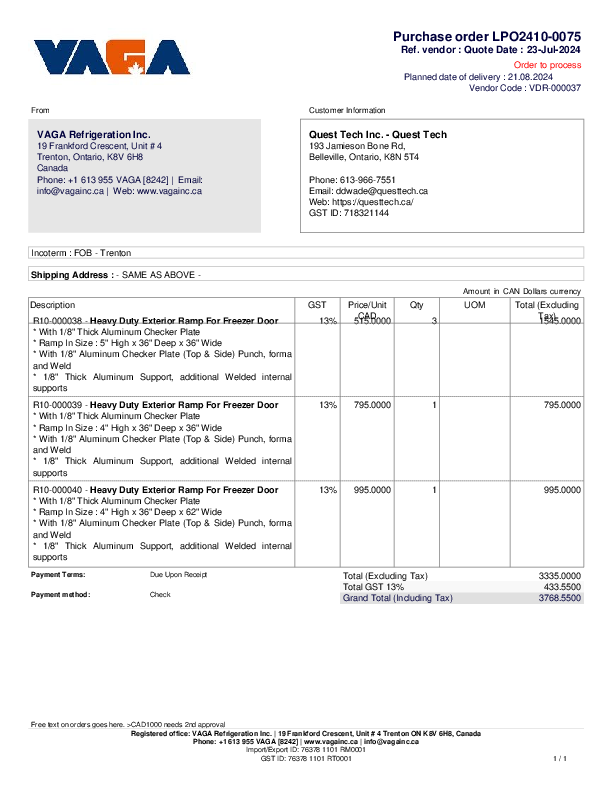 VAGA
Purchase order LPO2410-0075
Ref. vendor : Quote Date : 23-Jul-2024
Order to process
Planned date of delivery : 21.08.2024
Vendor Code : VDR-000037
From
Customer Information
VAGA Refrigeration Inc.
19 Frankford Crescent, Unit # 4
Trenton, Ontario, K8V 6H8
Canada
Phone: +1 613 955 VAGA [8242] | Email:
info@vagainc.ca | Web: www.vagainc.ca
Quest Tech Inc. - Quest Tech
193 Jamieson Bone Rd,
Belleville, Ontario, K8N 5T4
Phone: 613-966-7551
Email: ddwade@questtech.ca
Web: https://questtech.ca/
GST ID: 718321144
Incoterm : FOB - Trenton
Shipping Address : - SAME AS ABOVE -
Amount in CAN Dollars currency
Description GST Price/Unit CAD Qty UOM Total (Excluding Tax)
R10-000038 - Heavy Duty Exterior Ramp For Freezer Door 13% 515.0000 3 1545.0000
* With 1/8" Thick Aluminum Checker Plate
* Ramp In Size : 5" High x 36" Deep x 36" Wide
* With 1/8" Aluminum Checker Plate (Top & Side) Punch, forma
and Weld
* 1/8" Thick Aluminum Support, additional Welded internal
supports
R10-000039 - Heavy Duty Exterior Ramp For Freezer Door 13% 795.0000 1 795.0000
* With 1/8" Thick Aluminum Checker Plate
* Ramp In Size : 4" High x 36" Deep x 36" Wide
* With 1/8" Aluminum Checker Plate (Top & Side) Punch, forma
and Weld
* 1/8" Thick Aluminum Support, additional Welded internal
supports
R10-000040 - Heavy Duty Exterior Ramp For Freezer Door 13% 995.0000 1 995.0000
* With 1/8" Thick Aluminum Checker Plate
* Ramp In Size : 4" High x 36" Deep x 62" Wide
* With 1/8" Aluminum Checker Plate (Top & Side) Punch, forma
and Weld
* 1/8" Thick Aluminum Support, additional Welded internal
supports
Payment Terms: Due Upon Receipt
Payment method: Check
Total (Excluding Tax) 3335.0000
Total GST 13% 433.5500
Grand Total (Including Tax) 3768.5500
Free text on orders goes here. >CAD1000 needs 2nd approval
Registered office: VAGA Refrigeration Inc. | 19 Frankford Crescent, Unit # 4 Trenton ON K8V 6H8, Canada
Phone: +1 613 955 VAGA [8242] | www.vagainc.ca | info@vagainc.ca
Import/Export ID: 76378 1101 RM0001
GST ID: 76378 1101 RT0001
1 / 1